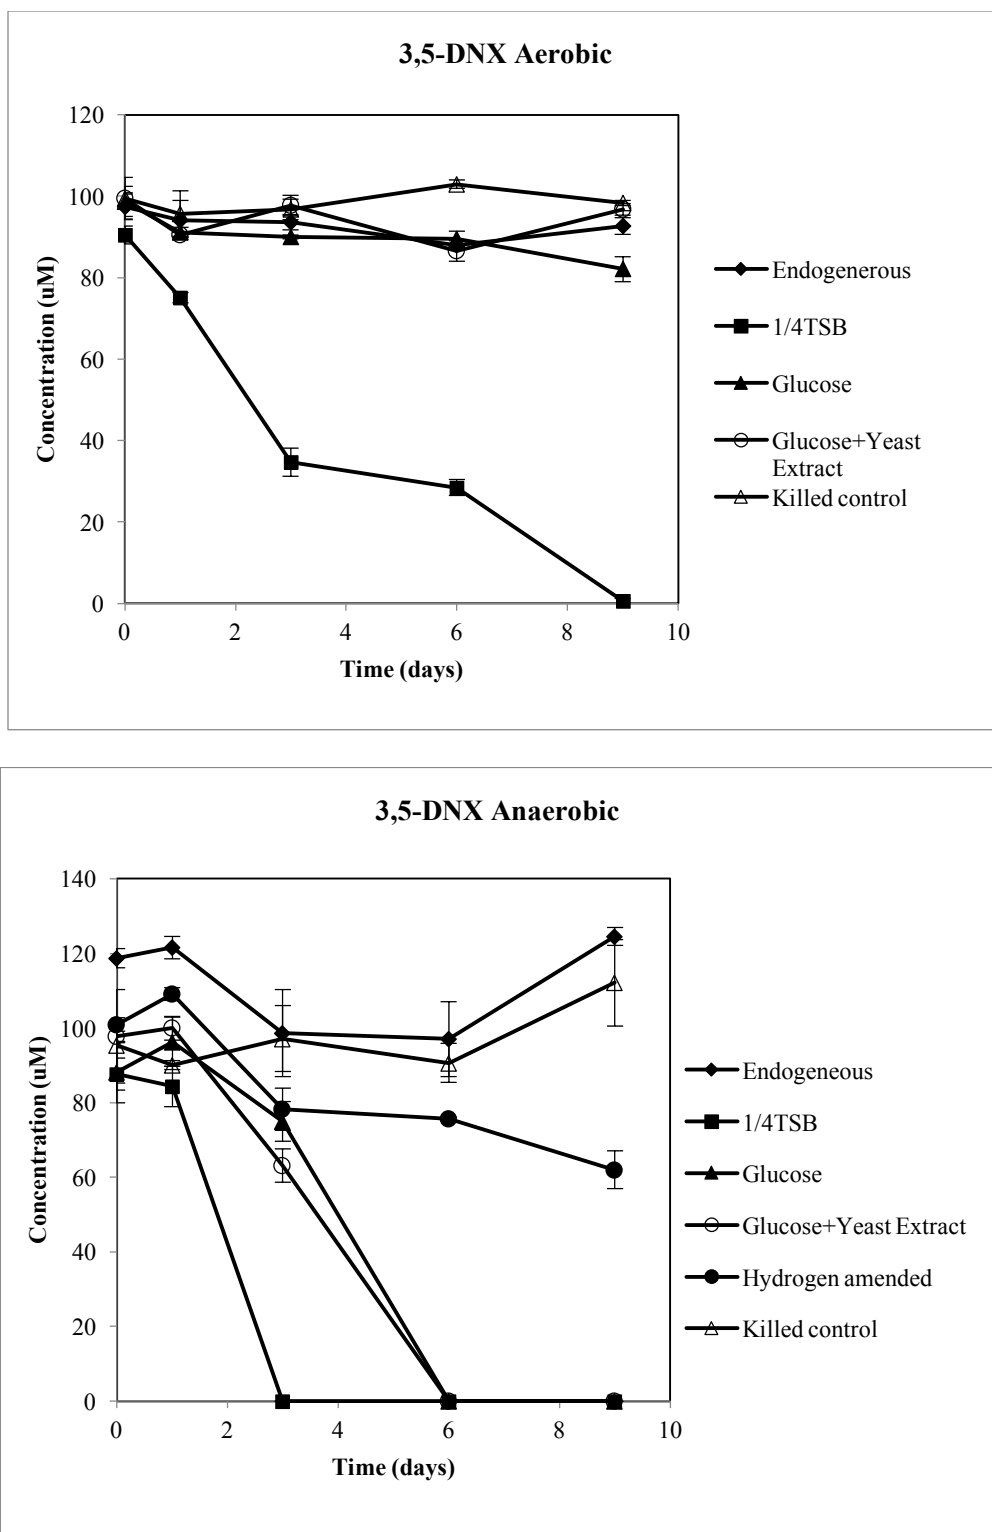 3,5-DNX Aerobic
120
100
80
60
40
20
0
Concentration (uM)
0 2 4 6 8 10
Time (days)
Endogenerous
1/4TSB
Glucose
Glucose+Yeast
Extract
Killed control
3,5-DNX Anaerobic
140
120
100
80
60
40
20
0
Concentration (uM)
0 2 4 6 8 10
Time (days)
Endogeneous
1/4TSB
Glucose
Glucose+Yeast Extract
Hydrogen amended
Killed control